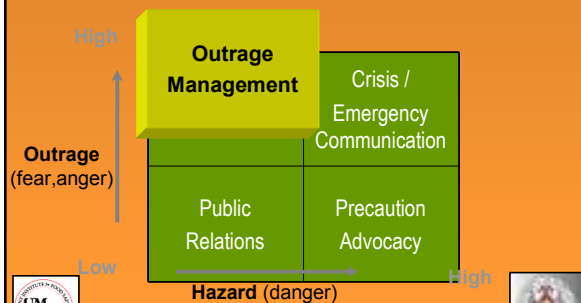 High
Outrage
Management
Crisis /
Emergency
Communication
Outrage
(fear,anger)
Public
Relations
Precaution
Advocacy
Low
High
Hazard (danger)